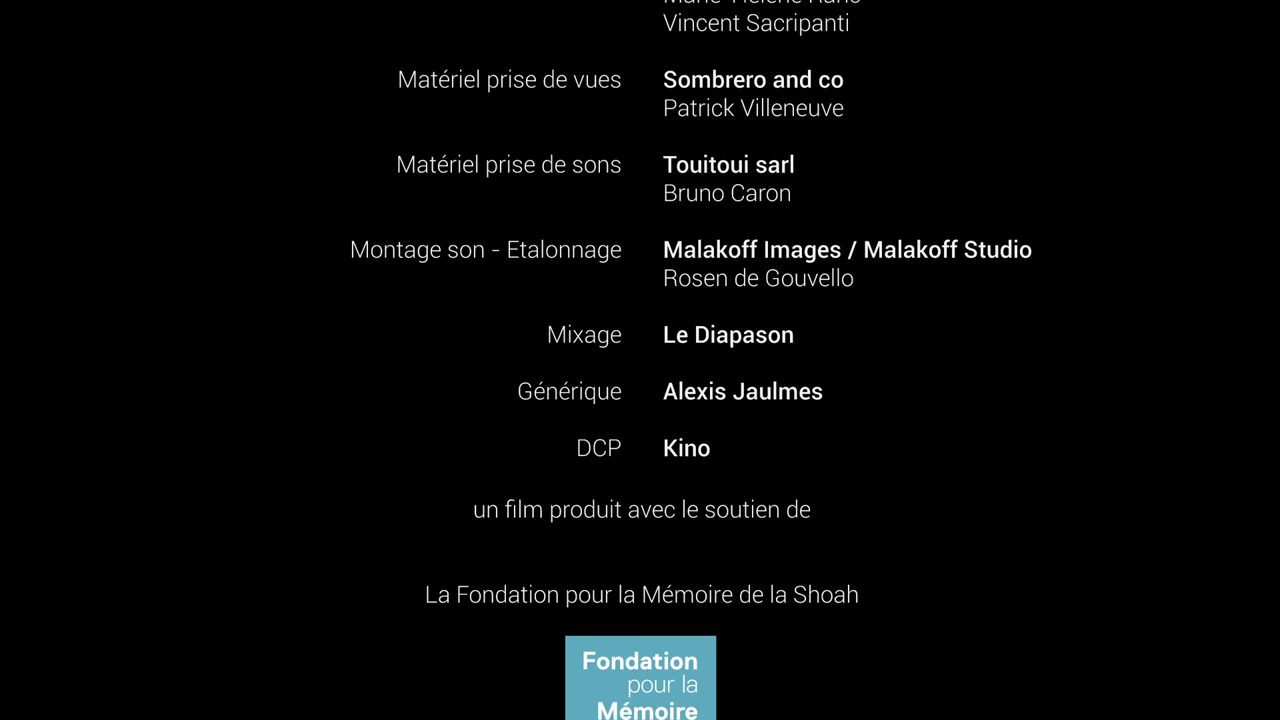 Vincent Sacripanti
Matériel prise de vues Sombrero and co
Patrick Villeneuve
Matériel prise de sons Touitoui sarl
Bruno Caron
Montage son - Etalonnage Malakoff Images / Malakoff Studio
Rosen de Gouvello
Mixage Le Diapason
Générique Alexis Jaulmes
DCP Kino
un film produit avec le soutien de
La Fondation pour la Mémoire de la Shoah
Fondation
pour la
Mémoire